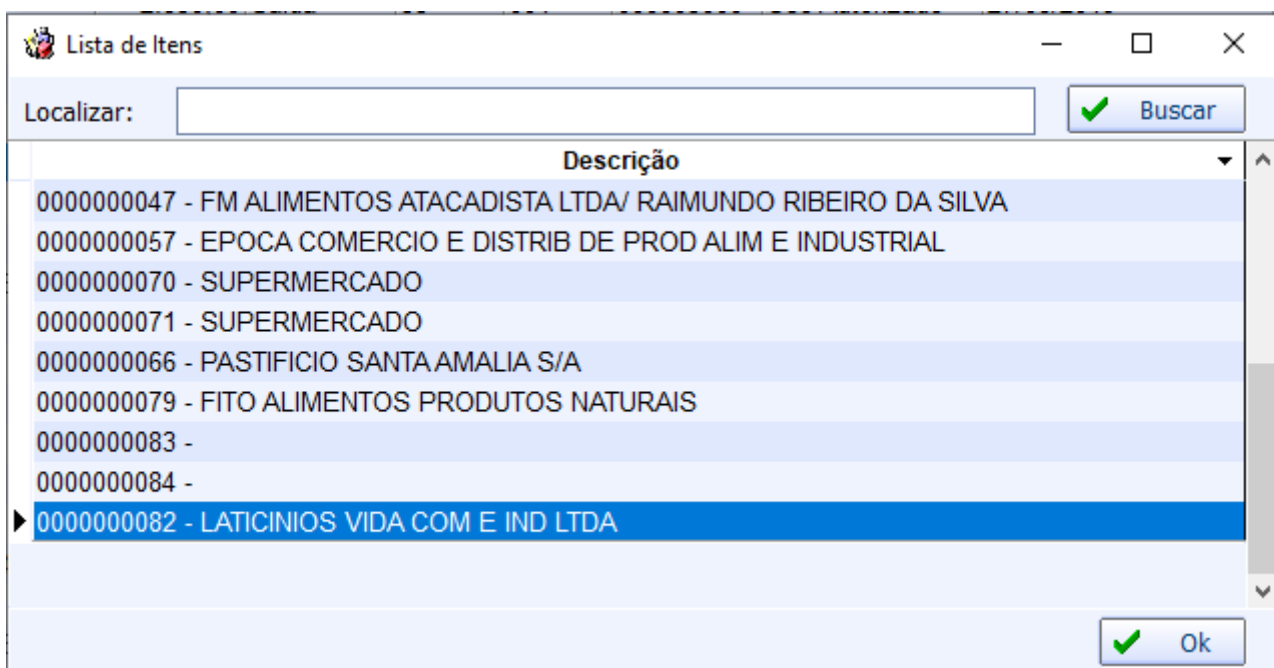 Lista de Itens
Localizar:
Buscar
Descrição
0000000047 - FM ALIMENTOS ATACADISTA LTDA/ RAIMUNDO RIBEIRO DA SILVA
0000000057 - EPOCA COMERCIO E DISTRIB DE PROD ALIM E INDUSTRIAL
0000000070 - SUPERMERCADO
0000000071 - SUPERMERCADO
0000000066 - PASTIFICIO SANTA AMALIA S/A
0000000079 - FITO ALIMENTOS PRODUTOS NATURAIS
0000000083 -
0000000084 -
0000000082 - LATICINIOS VIDA COM E IND LTDA
Ok